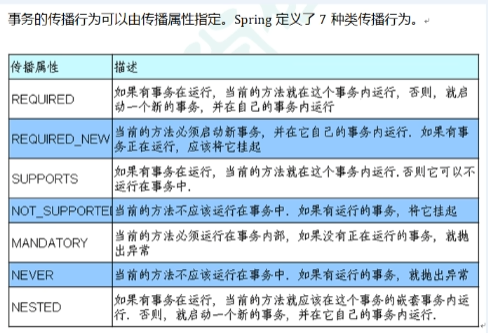 事务的传播行为可以由传播属性指定。Spring 定义了 7 种类传播行为。
传播属性 描述
REQUIRED 如果有事务在运行，当前的方法就在这个事务内运行，否则，就启
动一个新的事务，并在自己的事务内运行
REQUIRED_NEW 当前的方法必须启动新事务，并在它自己的事务内运行. 如果有事
务正在运行，应该将它挂起
SUPPORTS 如果有事务在运行，当前的方法就在这个事务内运行.否则它可以不
运行在事务中.
NOT_SUPPORTED 当前的方法不应该运行在事务中. 如果有运行的事务，将它挂起
MANDATORY 当前的方法必须运行在事务内部，如果没有正在运行的事务，就抛
出异常
NEVER 当前的方法不应该运行在事务中. 如果有运行的事务，就抛出异常
NESTED 如果有事务在运行，当前的方法就应该在这个事务的嵌套事务内运
行. 否则，就启动一个新的事务，并在它自己的事务内运行.